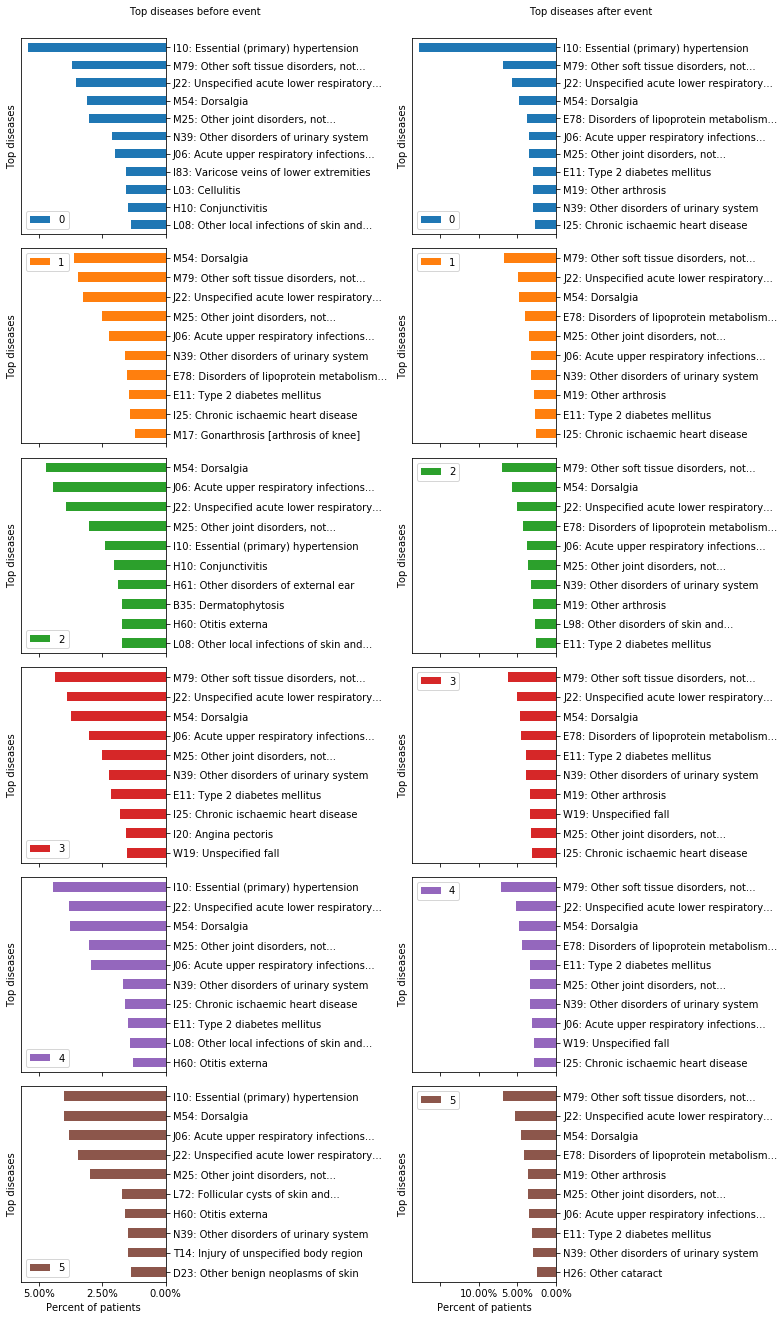 Top diseases before event
Top diseases after event
Top diseases
I10: Essential (primary) hypertension
M79: Other soft tissue disorders, not...
J22: Unspecified acute lower respiratory...
M54: Dorsalgia
M25: Other joint disorders, not...
N39: Other disorders of urinary system
J06: Acute upper respiratory infections...
I83: Varicose veins of lower extremities
L03: Cellulitis
H10: Conjunctivitis
L08: Other local infections of skin and...
0
Top diseases
I10: Essential (primary) hypertension
M79: Other soft tissue disorders, not...
J22: Unspecified acute lower respiratory...
M54: Dorsalgia
E78: Disorders of lipoprotein metabolism...
J06: Acute upper respiratory infections...
M25: Other joint disorders, not...
E11: Type 2 diabetes mellitus
M19: Other arthrosis
N39: Other disorders of urinary system
I25: Chronic ischaemic heart disease
0
Top diseases
1
M54: Dorsalgia
M79: Other soft tissue disorders, not...
J22: Unspecified acute lower respiratory...
M25: Other joint disorders, not...
J06: Acute upper respiratory infections...
N39: Other disorders of urinary system
E78: Disorders of lipoprotein metabolism...
E11: Type 2 diabetes mellitus
I25: Chronic ischaemic heart disease
M17: Gonarthrosis [arthrosis of knee]
Top diseases
1
M79: Other soft tissue disorders, not...
J22: Unspecified acute lower respiratory...
M54: Dorsalgia
E78: Disorders of lipoprotein metabolism...
M25: Other joint disorders, not...
J06: Acute upper respiratory infections...
N39: Other disorders of urinary system
M19: Other arthrosis
E11: Type 2 diabetes mellitus
I25: Chronic ischaemic heart disease
Top diseases
M54: Dorsalgia
J06: Acute upper respiratory infections...
J22: Unspecified acute lower respiratory...
M25: Other joint disorders, not...
I10: Essential (primary) hypertension
H10: Conjunctivitis
H61: Other disorders of external ear
B35: Dermatophytosis
H60: Otitis externa
L08: Other local infections of skin and...
2
Top diseases
2
M79: Other soft tissue disorders, not...
M54: Dorsalgia
J22: Unspecified acute lower respiratory...
E78: Disorders of lipoprotein metabolism...
J06: Acute upper respiratory infections...
M25: Other joint disorders, not...
N39: Other disorders of urinary system
M19: Other arthrosis
L98: Other disorders of skin and...
E11: Type 2 diabetes mellitus
Top diseases
M79: Other soft tissue disorders, not...
J22: Unspecified acute lower respiratory...
M54: Dorsalgia
J06: Acute upper respiratory infections...
M25: Other joint disorders, not...
N39: Other disorders of urinary system
E11: Type 2 diabetes mellitus
I25: Chronic ischaemic heart disease
I20: Angina pectoris
W19: Unspecified fall
3
Top diseases
3
M79: Other soft tissue disorders, not...
J22: Unspecified acute lower respiratory...
M54: Dorsalgia
E78: Disorders of lipoprotein metabolism...
E11: Type 2 diabetes mellitus
N39: Other disorders of urinary system
M19: Other arthrosis
W19: Unspecified fall
M25: Other joint disorders, not...
I25: Chronic ischaemic heart disease
Top diseases
I10: Essential (primary) hypertension
J22: Unspecified acute lower respiratory...
M54: Dorsalgia
M25: Other joint disorders, not...
J06: Acute upper respiratory infections...
N39: Other disorders of urinary system
I25: Chronic ischaemic heart disease
E11: Type 2 diabetes mellitus
L08: Other local infections of skin and...
H60: Otitis externa
4
Top diseases
4
M79: Other soft tissue disorders, not...
J22: Unspecified acute lower respiratory...
M54: Dorsalgia
E78: Disorders of lipoprotein metabolism...
E11: Type 2 diabetes mellitus
M25: Other joint disorders, not...
N39: Other disorders of urinary system
J06: Acute upper respiratory infections...
W19: Unspecified fall
I25: Chronic ischaemic heart disease
Top diseases
I10: Essential (primary) hypertension
M54: Dorsalgia
J06: Acute upper respiratory infections...
J22: Unspecified acute lower respiratory...
M25: Other joint disorders, not...
L72: Follicular cysts of skin and...
H60: Otitis externa
N39: Other disorders of urinary system
T14: Injury of unspecified body region
D23: Other benign neoplasms of skin
5
5.00% 2.50% 0.00%
Percent of patients
Top diseases
5
M79: Other soft tissue disorders, not...
J22: Unspecified acute lower respiratory...
M54: Dorsalgia
E78: Disorders of lipoprotein metabolism...
M19: Other arthrosis
M25: Other joint disorders, not...
J06: Acute upper respiratory infections...
E11: Type 2 diabetes mellitus
N39: Other disorders of urinary system
H26: Other cataract
10.00% 5.00% 0.00%
Percent of patients